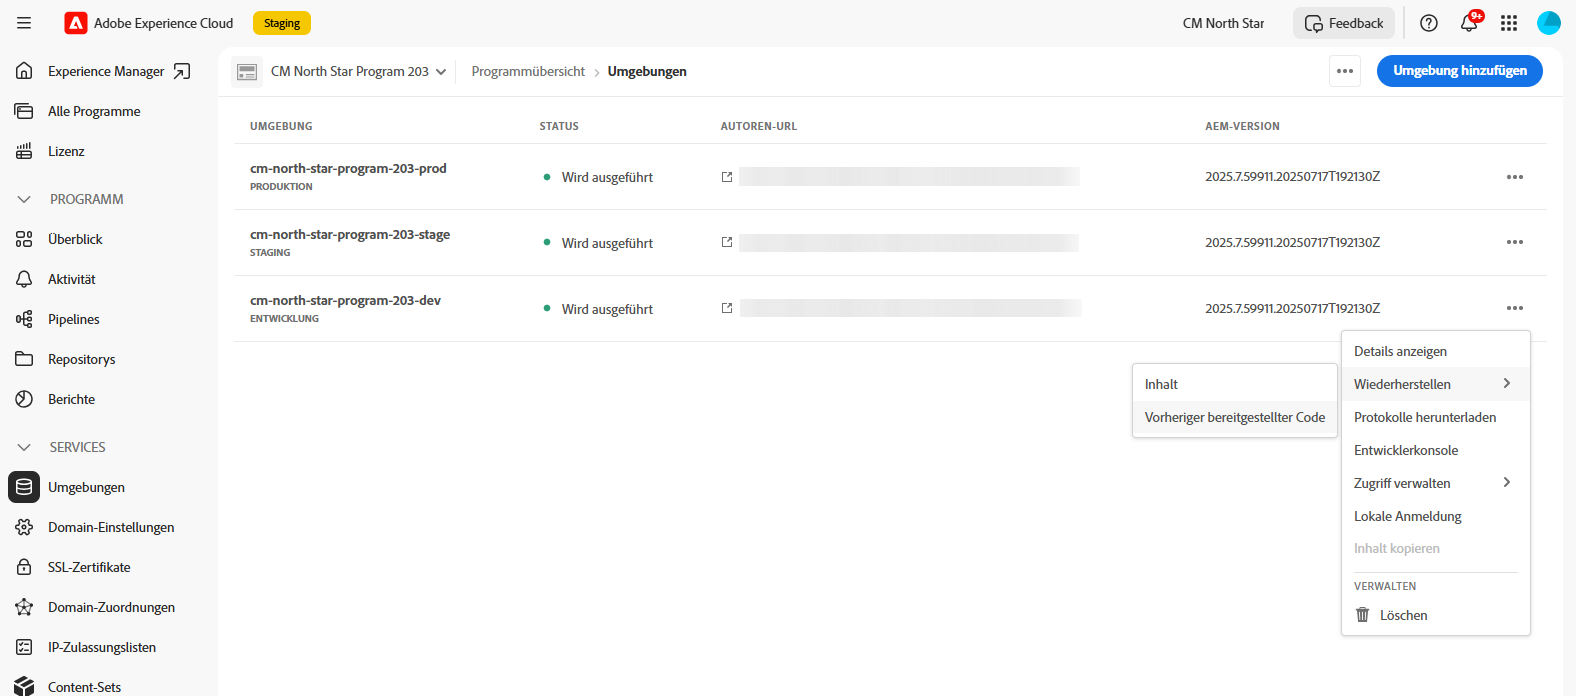 Adobe Experience Cloud
Staging
CM North Star
Feedback
9+
Experience Manager
Alle Programme
Lizenz
PROGRAMM
Überblick
Aktivität
Pipelines
Repositorys
Berichte
SERVICES
Umgebungen
Domain-Einstellungen
SSL-Zertifikate
Domain-Zuordnungen
IP-Zulassungslisten
Content-Sets
CM North Star Program 203
Programmübersicht > Umgebungen
Umgebung hinzufügen
UMGEBUNG STATUS AUTOREN-URL AEM-VERSION
cm-north-star-program-203-prod
PRODUKTION
Wird ausgeführt
2025.7.59911.20250717T192130Z
cm-north-star-program-203-stage
STAGING
Wird ausgeführt
2025.7.59911.20250717T192130Z
cm-north-star-program-203-dev
ENTWICKLUNG
Wird ausgeführt
2025.7.59911.20250717T192130Z
Details anzeigen
Wiederherstellen
Inhalt
Vorheriger bereitgestellter Code
Protokolle herunterladen
Entwicklerkonsole
Zugriff verwalten
Lokale Anmeldung
Inhalt kopieren
VERWALTEN
Löschen